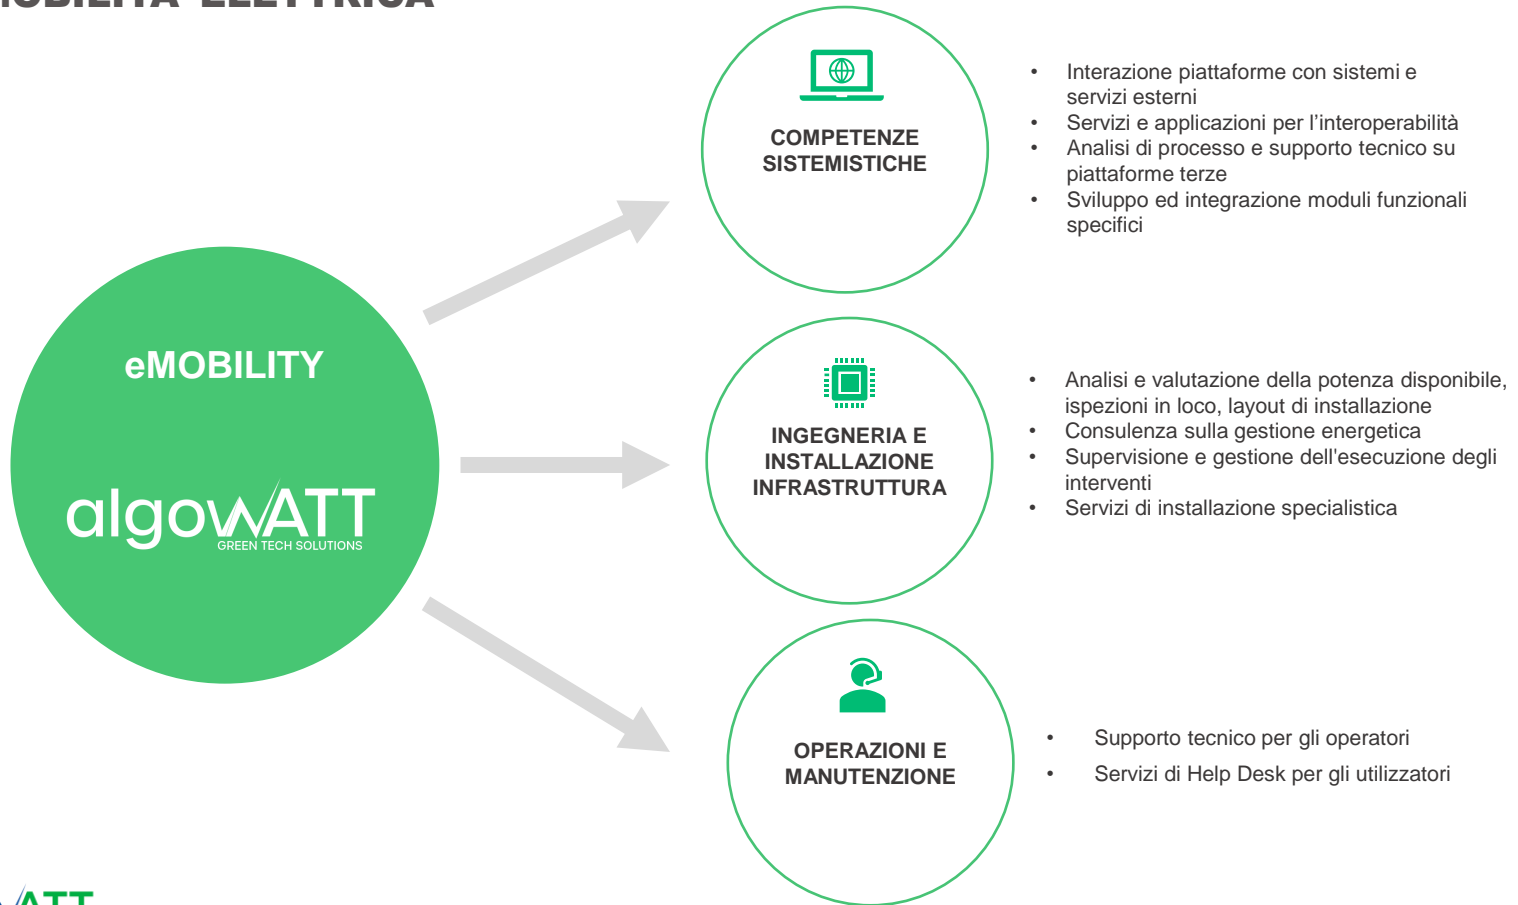 MOBILITA' ELETTRICA
COMPETENZE
SISTEMISTICHE
• Interazione piattaforme con sistemi e
servizi esterni
• Servizi e applicazioni per l’interoperabilità
• Analisi di processo e supporto tecnico su
piattaforme terze
• Sviluppo ed integrazione moduli funzionali
specifici
eMOBILITY
algoWATT
GREEN TECH SOLUTIONS
INGEGNERIA E
INSTALLAZIONE
INFRASTRUTTURA
• Analisi e valutazione della potenza disponibile,
ispezioni in loco, layout di installazione
• Consulenza sulla gestione energetica
• Supervisione e gestione dell'esecuzione degli
interventi
• Servizi di installazione specialistica
OPERAZIONI E
MANUTENZIONE
• Supporto tecnico per gli operatori
• Servizi di Help Desk per gli utilizzatori